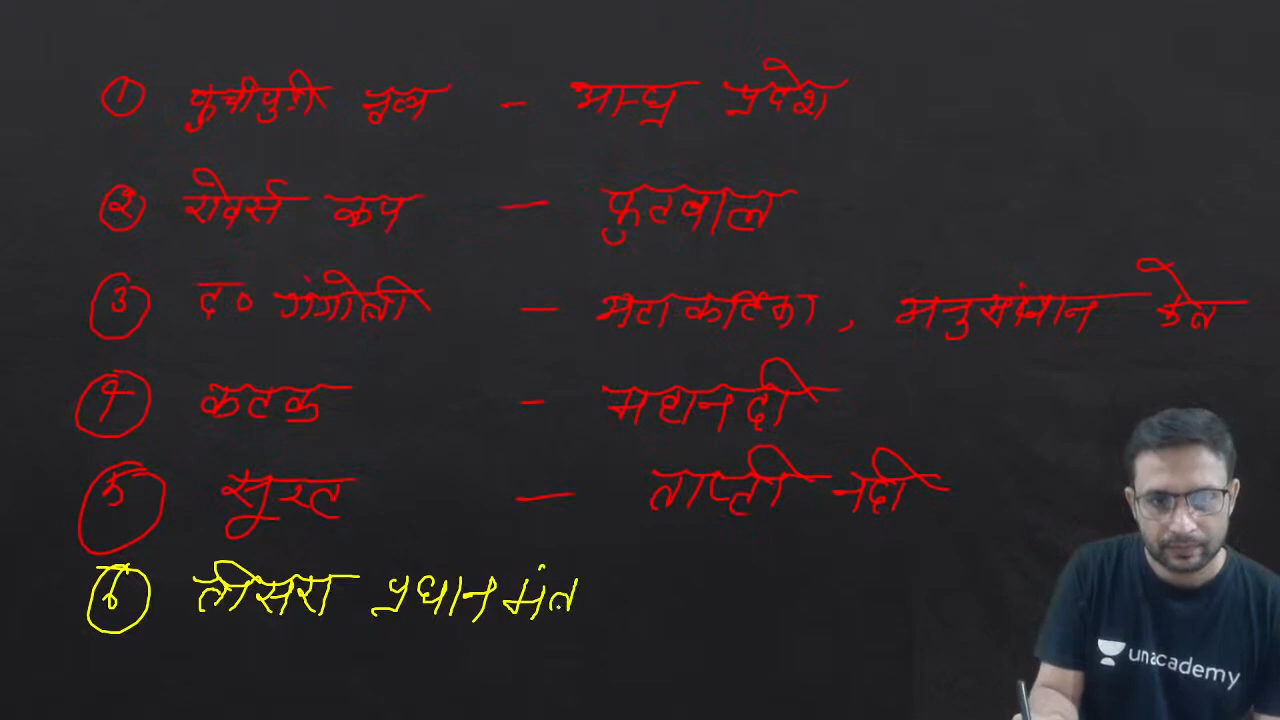 ① कुचीपुड़ी नृत्य - आन्ध्र प्रदेश
② रोवर्स कप - फुटबाल
③ द० गंगोत्री - अंटार्कटिका, अनुसंधान केन्द्र
④ कटक - महानदी
⑤ सूरत - ताप्ती नदी
⑥ तीसरा प्रधानमंत्
unacademy